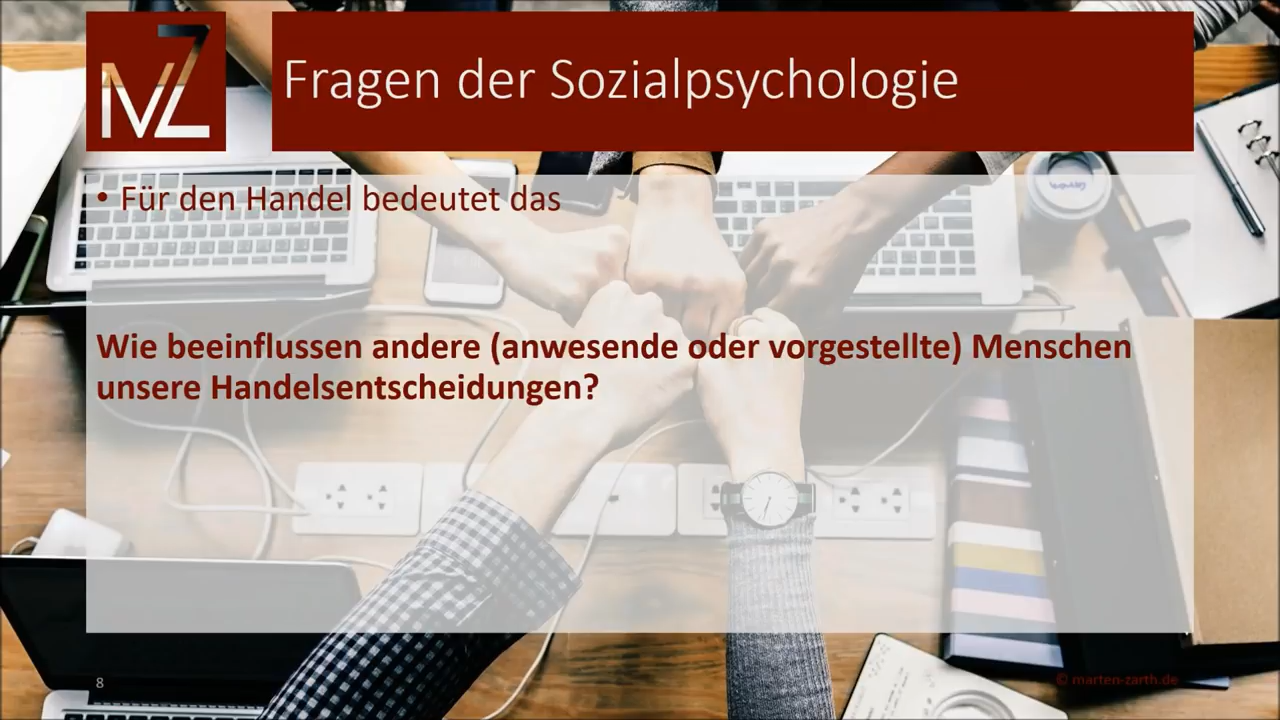 MZ
Fragen der Sozialpsychologie
• Für den Handel bedeutet das
Wie beeinflussen andere (anwesende oder vorgestellte) Menschen
unsere Handelsentscheidungen?
8
© marten-zarth.de